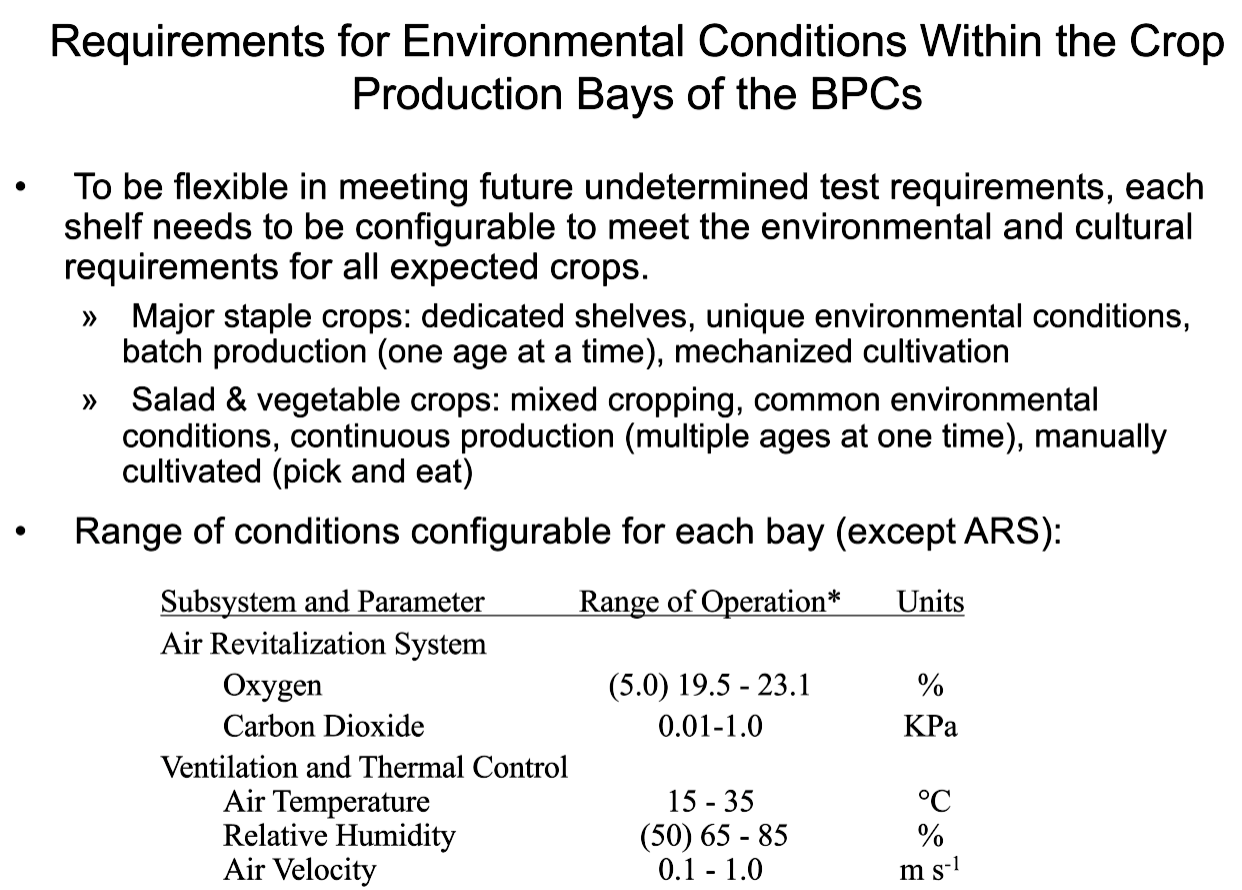 Requirements for Environmental Conditions Within the Crop
Production Bays of the BPCs
• To be flexible in meeting future undetermined test requirements, each
shelf needs to be configurable to meet the environmental and cultural
requirements for all expected crops.
» Major staple crops: dedicated shelves, unique environmental conditions,
batch production (one age at a time), mechanized cultivation
» Salad & vegetable crops: mixed cropping, common environmental
conditions, continuous production (multiple ages at one time), manually
cultivated (pick and eat)
• Range of conditions configurable for each bay (except ARS):
Subsystem and Parameter Range of Operation* Units
Air Revitalization System
Oxygen (5.0) 19.5 - 23.1 %
Carbon Dioxide 0.01-1.0 KPa
Ventilation and Thermal Control
Air Temperature 15 - 35 °C
Relative Humidity (50) 65 - 85 %
Air Velocity 0.1 - 1.0 m s-1